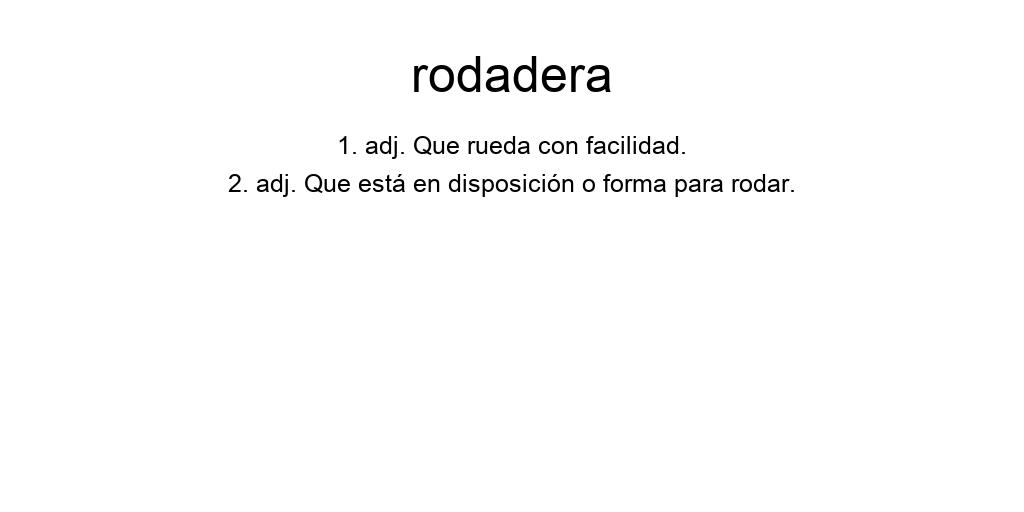 rodadera
1. adj. Que rueda con facilidad.
2. adj. Que está en disposición o forma para rodar.